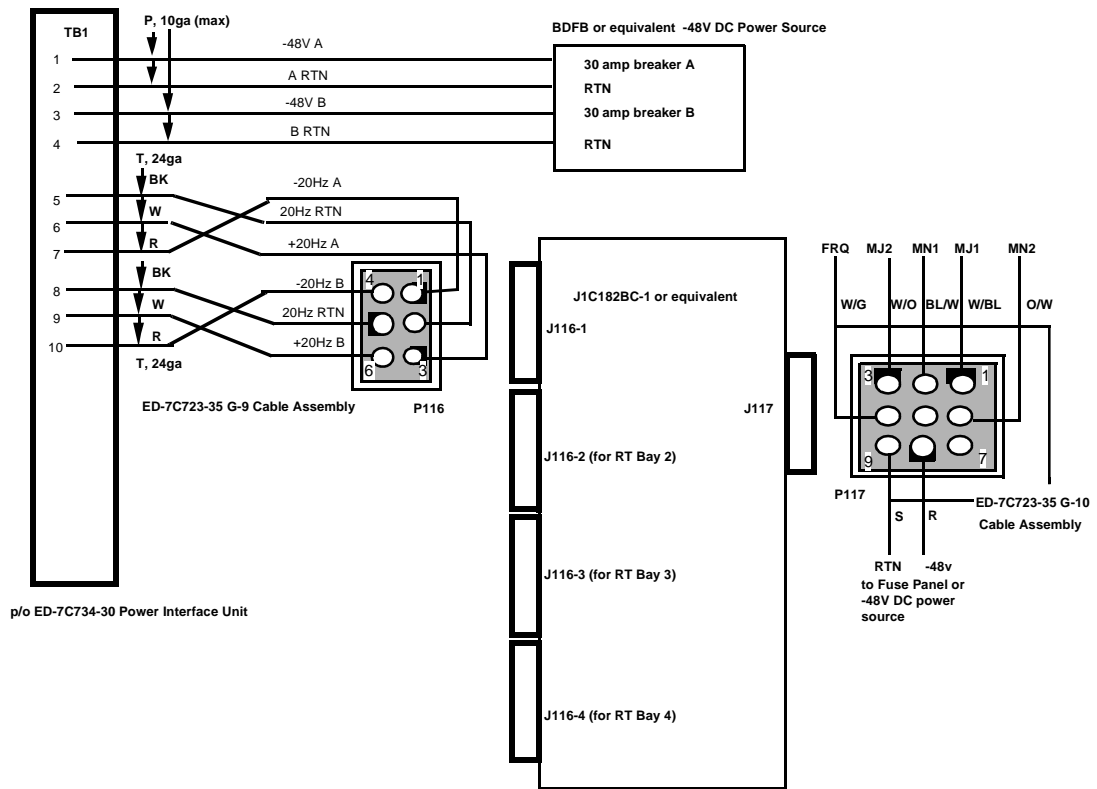 TB1
P, 10ga (max)
BDFB or equivalent -48V DC Power Source
1
-48V A
30 amp breaker A
2
A RTN
RTN
3
-48V B
30 amp breaker B
4
B RTN
RTN
T, 24ga
BK
-20Hz A
5
W
20Hz RTN
6
R
+20Hz A
7
BK
-20Hz B
8
W
20Hz RTN
9
R
+20Hz B
10
T, 24ga
4
1
6
3
ED-7C723-35 G-9 Cable Assembly
P116
p/o ED-7C734-30 Power Interface Unit
J1C182BC-1 or equivalent
J116-1
J117
J116-2 (for RT Bay 2)
J116-3 (for RT Bay 3)
J116-4 (for RT Bay 4)
FRQ
MJ2
MN1
MJ1
MN2
W/G
W/O
BL/W
W/BL
O/W
3
1
9
7
P117
S
R
ED-7C723-35 G-10
Cable Assembly
RTN
-48v
to Fuse Panel or
-48V DC power
source